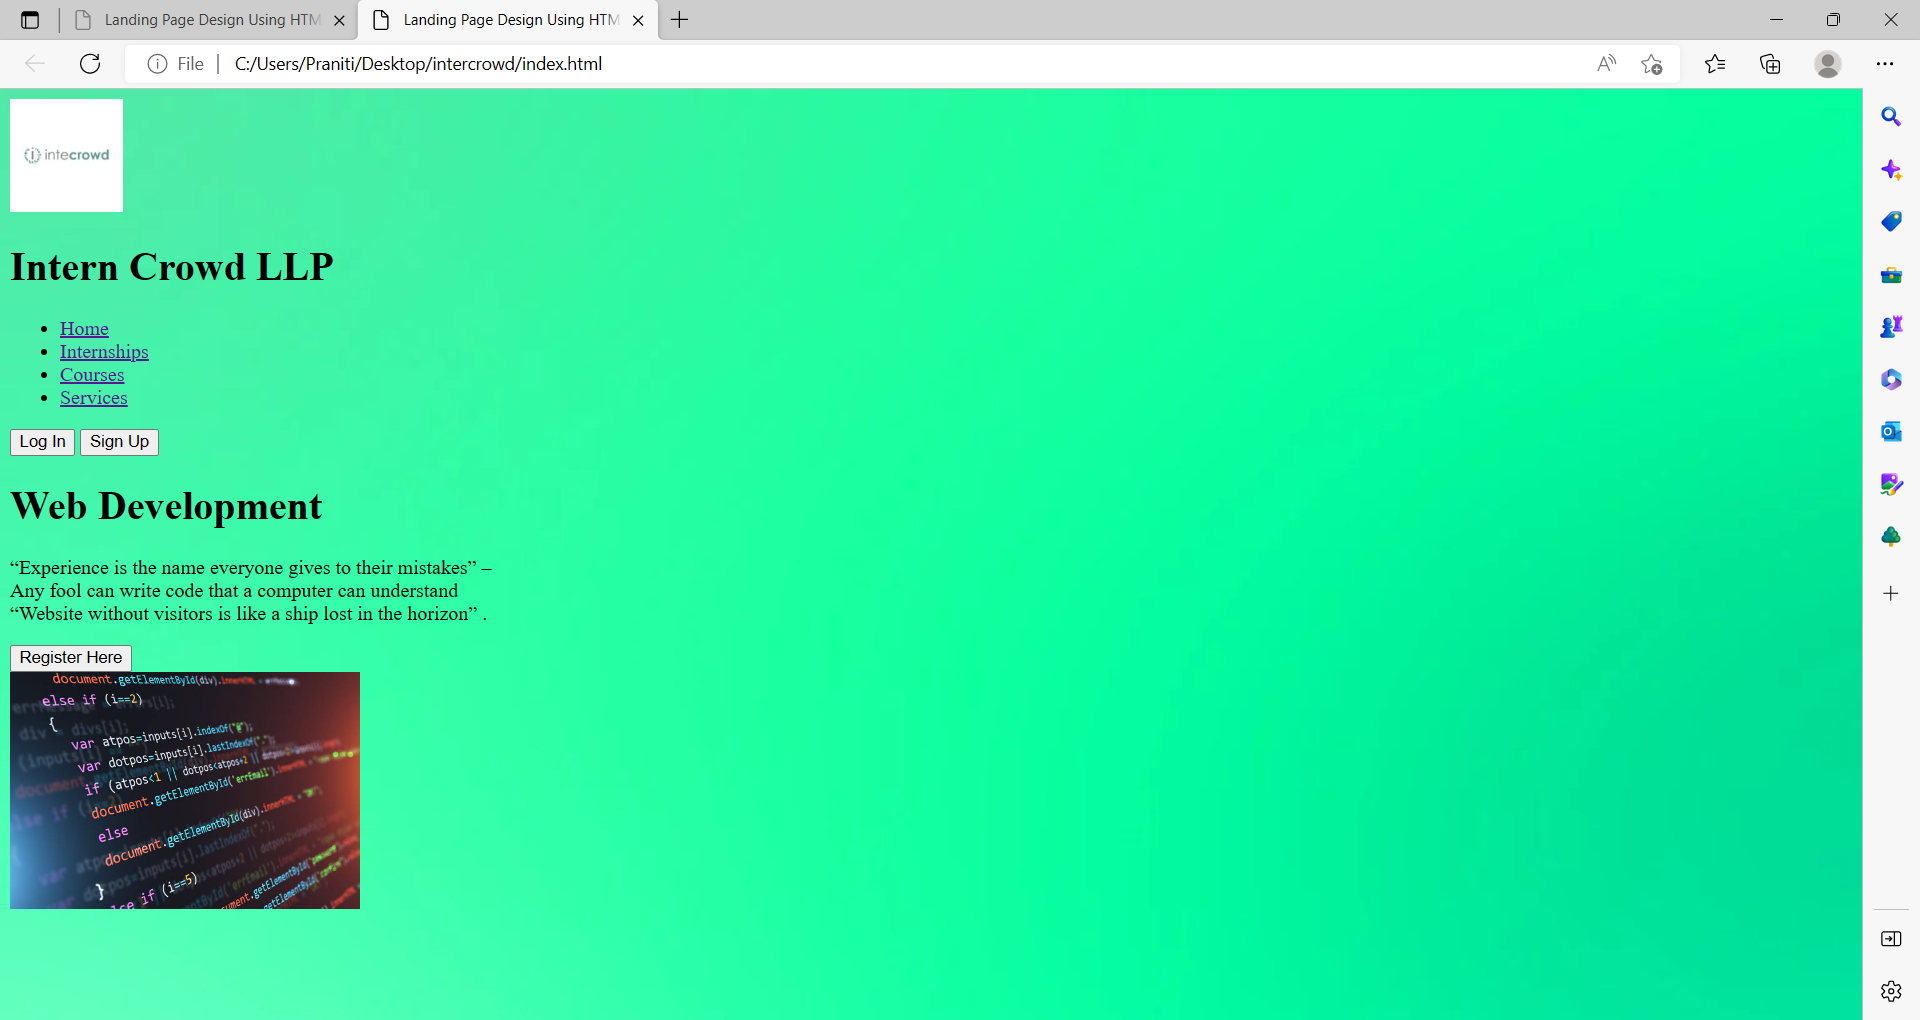 Landing Page Design Using HTM
Landing Page Design Using HTM
File
C:/Users/Praniti/Desktop/intercrowd/index.html
intecrowd
Intern Crowd LLP
Home
Internships
Courses
Services
Log In Sign Up
Web Development
“Experience is the name everyone gives to their mistakes” –
Any fool can write code that a computer can understand
“Website without visitors is like a ship lost in the horizon” .
Register Here
document.getElementById(div).innerHTML =
else if (i==2)
{
var atpos=inputs[i].indexOf("@");
var dotpos=inputs[i].lastIndexOf(".");
if (atpos<1 || dotpos<atpos+2 ||
document.getElementById('errEmail').innerHTML =
else
document.getElementById(div).innerHTML =
}
else if (i==5)